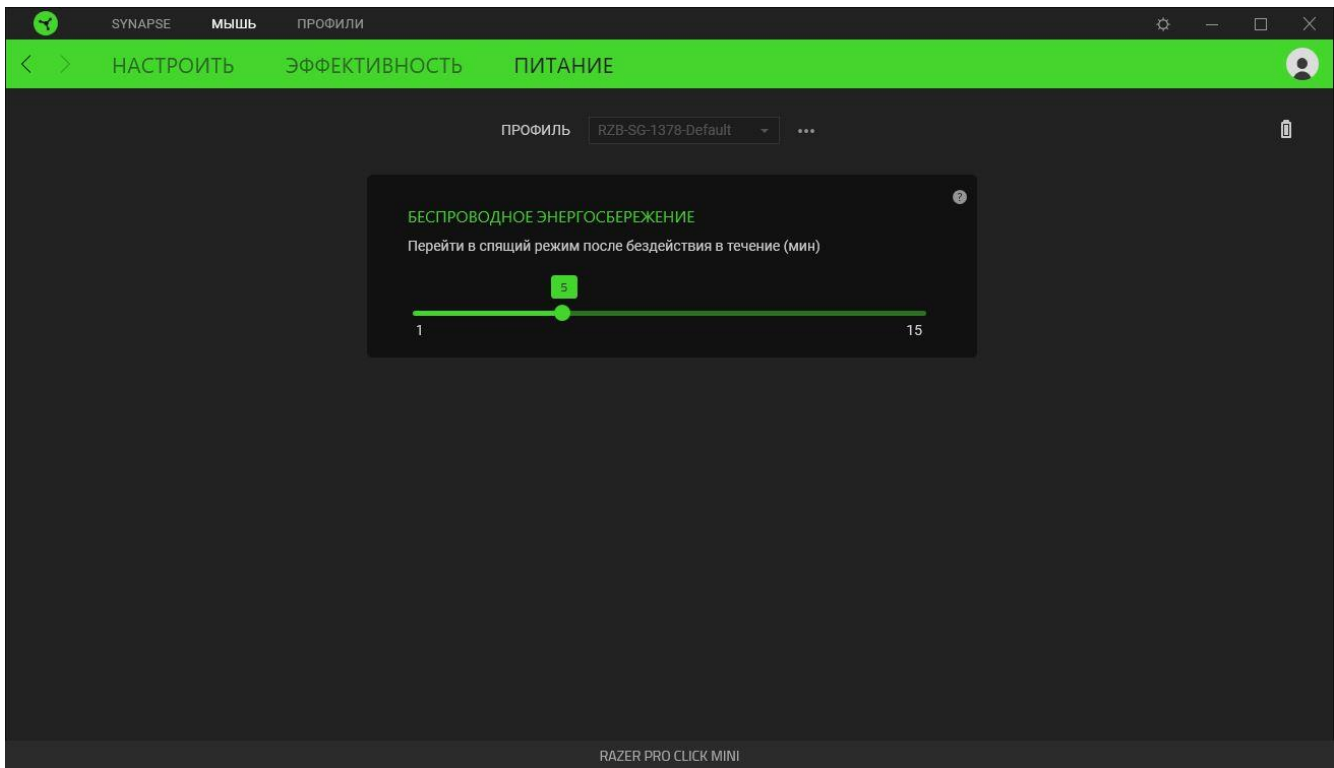 SYNAPSE МЫШЬ ПРОФИЛИ
НАСТРОИТЬ ЭФФЕКТИВНОСТЬ ПИТАНИЕ
ПРОФИЛЬ RZB-SG-1378-Default
БЕСПРОВОДНОЕ ЭНЕРГОСБЕРЕЖЕНИЕ
Перейти в спящий режим после бездействия в течение (мин)
5
1 15
RAZER PRO CLICK MINI